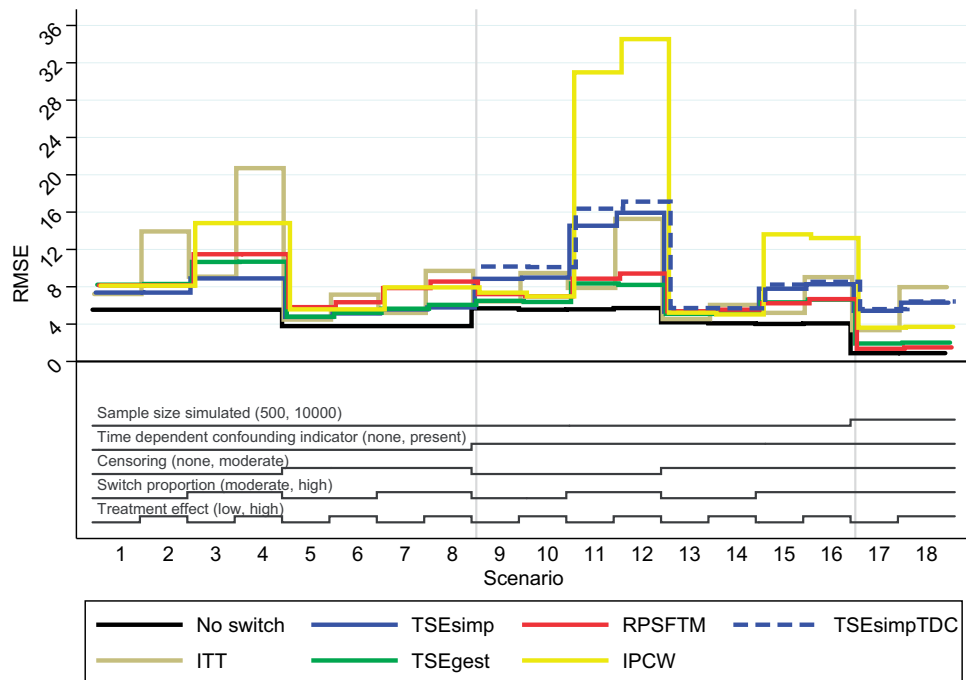 36
32
28
24
20
16
12
8
4
0
RMSE
Sample size simulated (500, 10000)
Time dependent confounding indicator (none, present)
Censoring (none, moderate)
Switch proportion (moderate, high)
Treatment effect (low, high)
1 2 3 4 5 6 7 8 9 10 11 12 13 14 15 16 17 18
Scenario
No switch TSEsimp RPSFTM TSEsimpTDC
ITT TSEgest IPCW